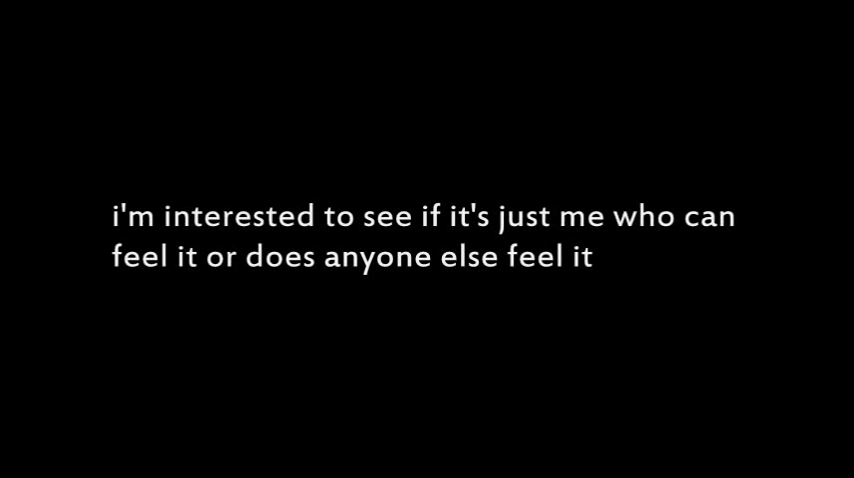 i'm interested to see if it's just me who can
feel it or does anyone else feel it